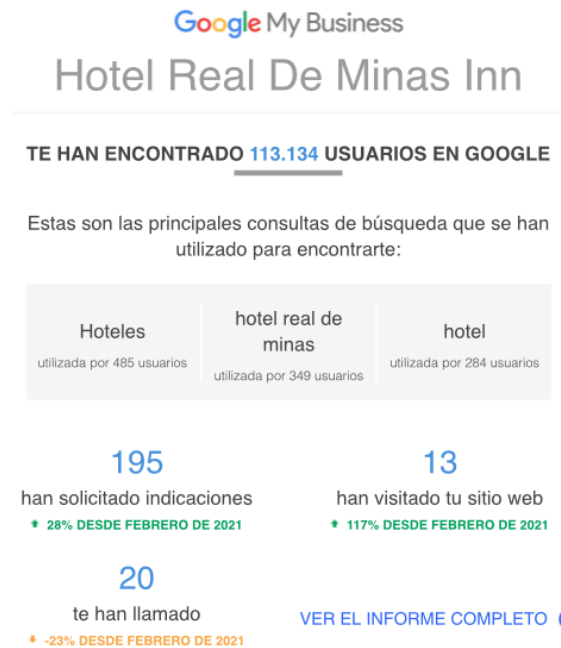 Google My Business
Hotel Real De Minas Inn
TE HAN ENCONTRADO 113.134 USUARIOS EN GOOGLE
Estas son las principales consultas de búsqueda que se han
utilizado para encontrarte:
Hoteles
utilizada por 485 usuarios
hotel real de
minas
utilizada por 349 usuarios
hotel
utilizada por 284 usuarios
195
han solicitado indicaciones
28% DESDE FEBRERO DE 2021
13
han visitado tu sitio web
117% DESDE FEBRERO DE 2021
20
te han llamado
-23% DESDE FEBRERO DE 2021
VER EL INFORME COMPLETO